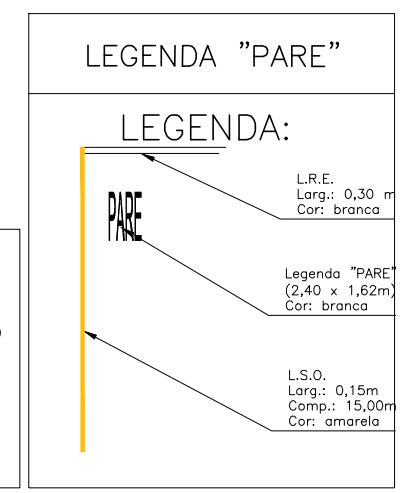 LEGENDA "PARE"
LEGENDA:
L.R.E.
Larg.: 0,30 m
Cor: branca
PARE
Legenda "PARE"
(2,40 x 1,62m)
Cor: branca
L.S.O.
Larg.: 0,15m
Comp.: 15,00m
Cor: amarela